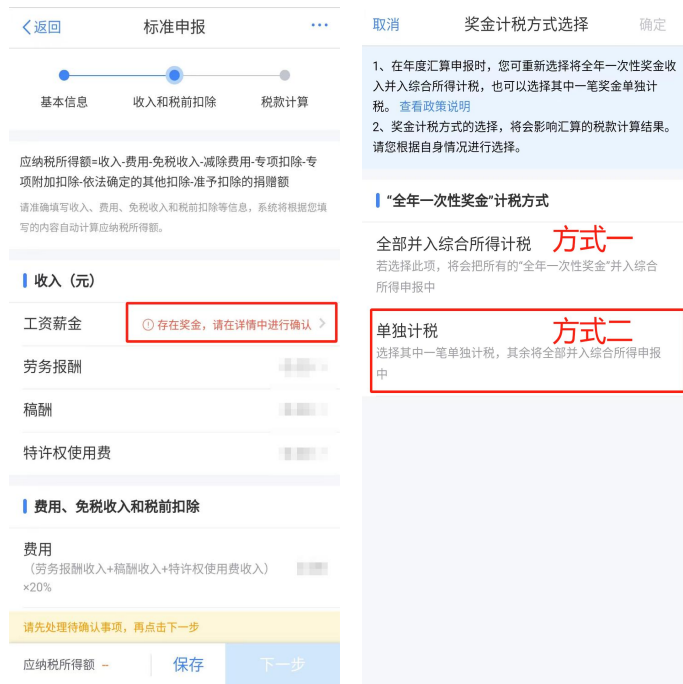 返回
标准申报
...
基本信息
收入和税前扣除
税款计算
应纳税所得额=收入-费用-免税收入-减除费用-专项扣除-专
项附加扣除-依法确定的其他扣除-准予扣除的捐赠额
请准确填写收入、费用、免税收入和税前扣除等信息，系统将根据您填
写的内容自动计算应纳税所得额。
收入（元）
工资薪金
存在奖金，请在详情中进行确认
劳务报酬
稿酬
特许权使用费
费用、免税收入和税前扣除
费用
（劳务报酬收入+稿酬收入+特许权使用费收入）
×20%
请先处理待确认事项，再点击下一步
应纳税所得额 --
保存
下一步
取消
奖金计税方式选择
确定
1、在年度汇算申报时，您可重新选择将全年一次性奖金收
入并入综合所得计税，也可以选择其中一笔奖金单独计
税。 查看政策说明
2、奖金计税方式的选择，将会影响汇算的税款计算结果。
请您根据自身情况进行选择。
“全年一次性奖金”计税方式
全部并入综合所得计税
方式一
若选择此项，将会把所有的“全年一次性奖金”并入综合
所得申报中
单独计税
方式二
选择其中一笔单独计税，其余将全部并入综合所得申报
中